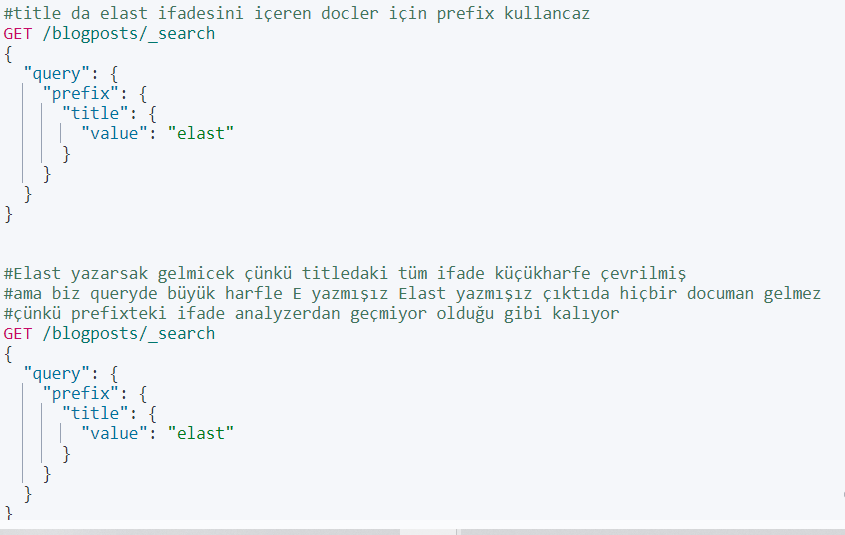 #title da elast ifadesini içeren docler için prefix kullancaz
GET /blogposts/_search
{
  "query": {
    "prefix": {
      "title": {
        "value": "elast"
      }
    }
  }
}
#Elast yazarsak gelmicek çünkü titledaki tüm ifade küçükharfe çevrilmiş
#ama biz queryde büyük harfle E yazmışız Elast yazmışız çıktıda hiçbir documan gelmez
#çünkü prefixteki ifade analyzerdan geçmiyor olduğu gibi kalıyor
GET /blogposts/_search
{
  "query": {
    "prefix": {
      "title": {
        "value": "elast"
      }
    }
  }
}